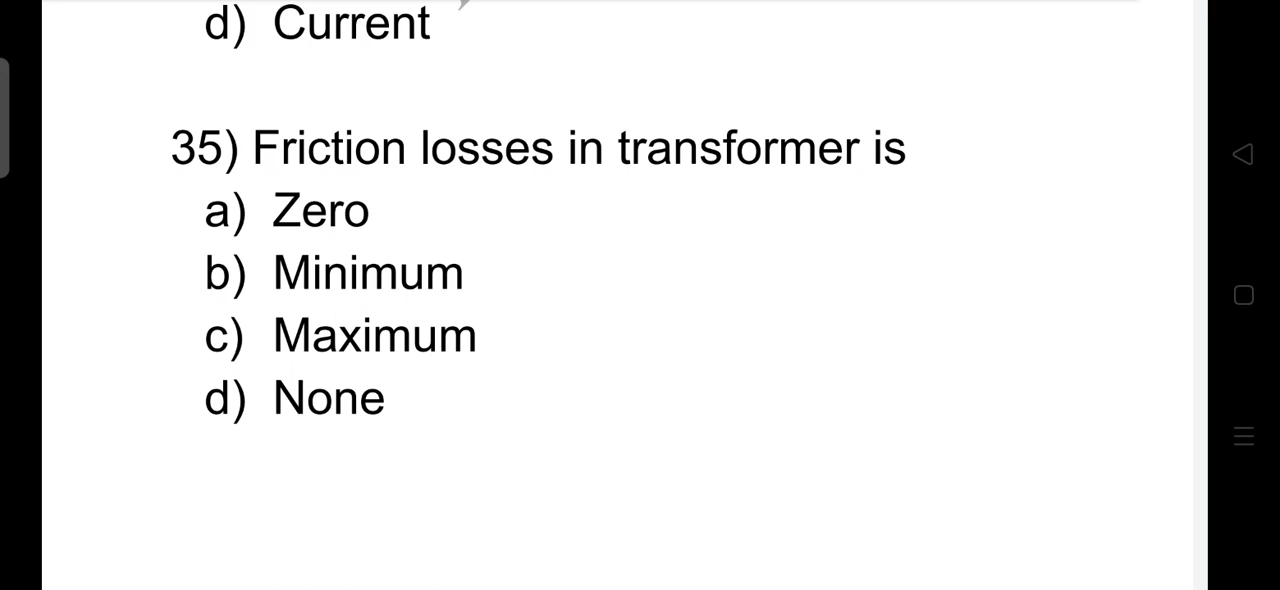 d) Current
35) Friction losses in transformer is
a) Zero
b) Minimum
c) Maximum
d) None